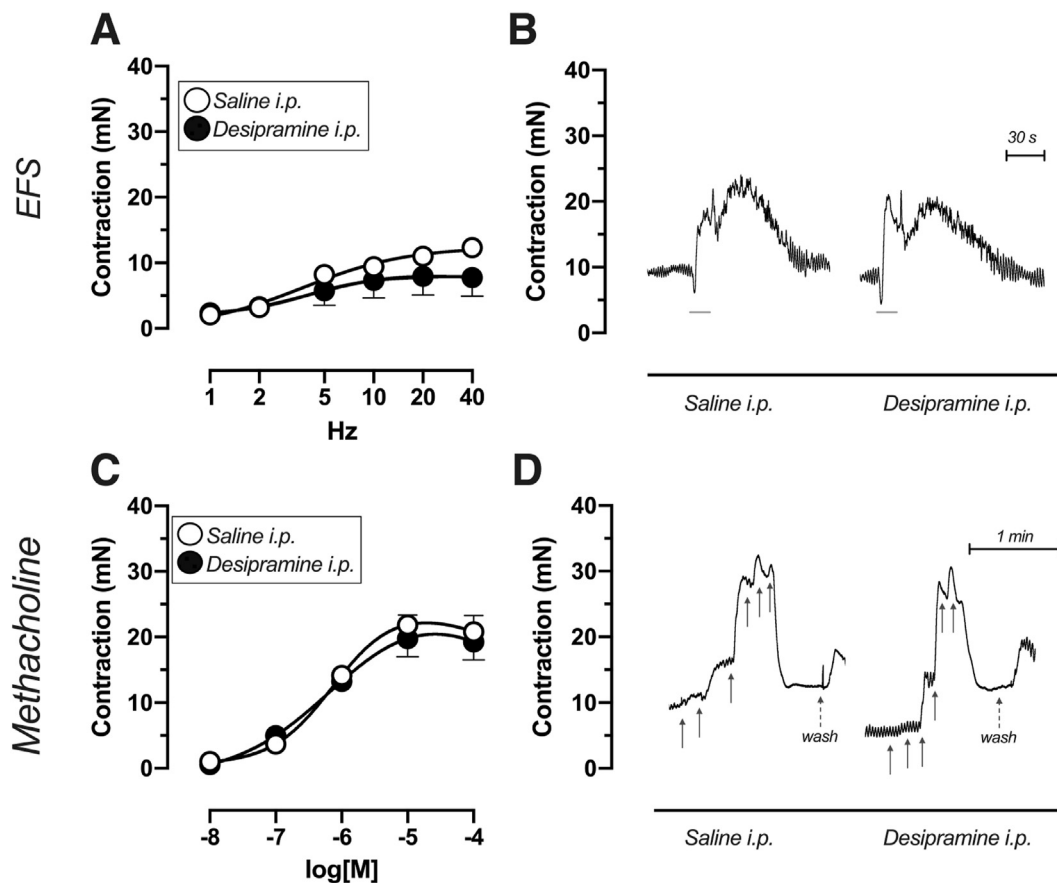 A
B
EFS
Contraction (mN)
40
30
20
10
0
Saline i.p.
Desipramine i.p.
1 2 5 10 20 40
Hz
Contraction (mN)
40
30
20
10
0
30 s
Saline i.p. Desipramine i.p.
C
D
Methacholine
Contraction (mN)
40
30
20
10
0
Saline i.p.
Desipramine i.p.
-8 -7 -6 -5 -4
log[M]
Contraction (mN)
40
30
20
10
0
1 min
wash wash
Saline i.p. Desipramine i.p.